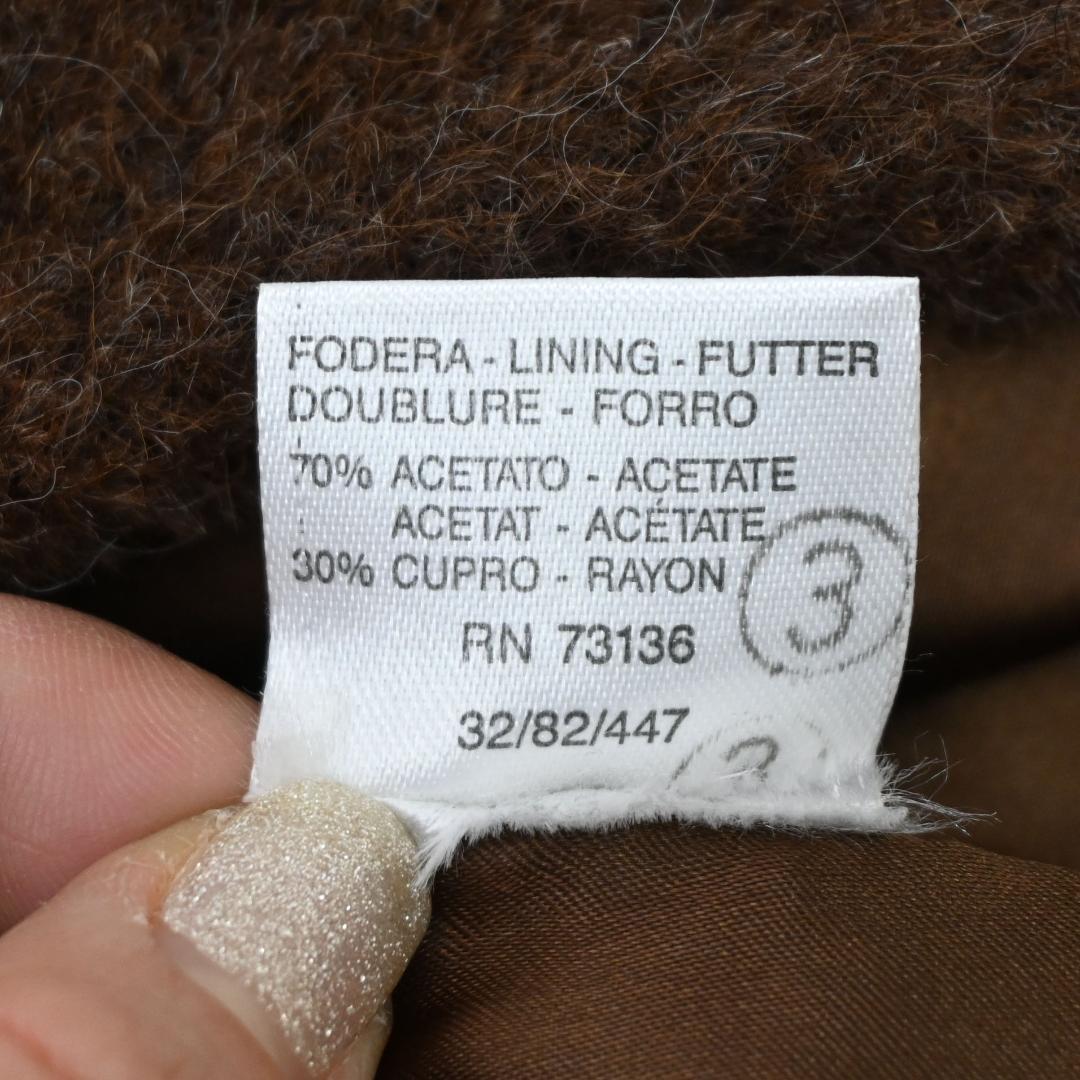 FODERA - LINING - FUTTER
DOUBLURE - FORRO
70% ACETATO - ACETATE
ACETAT - ACÉTATE
30% CUPRO - RAYON
3
RN 73136
32/82/447